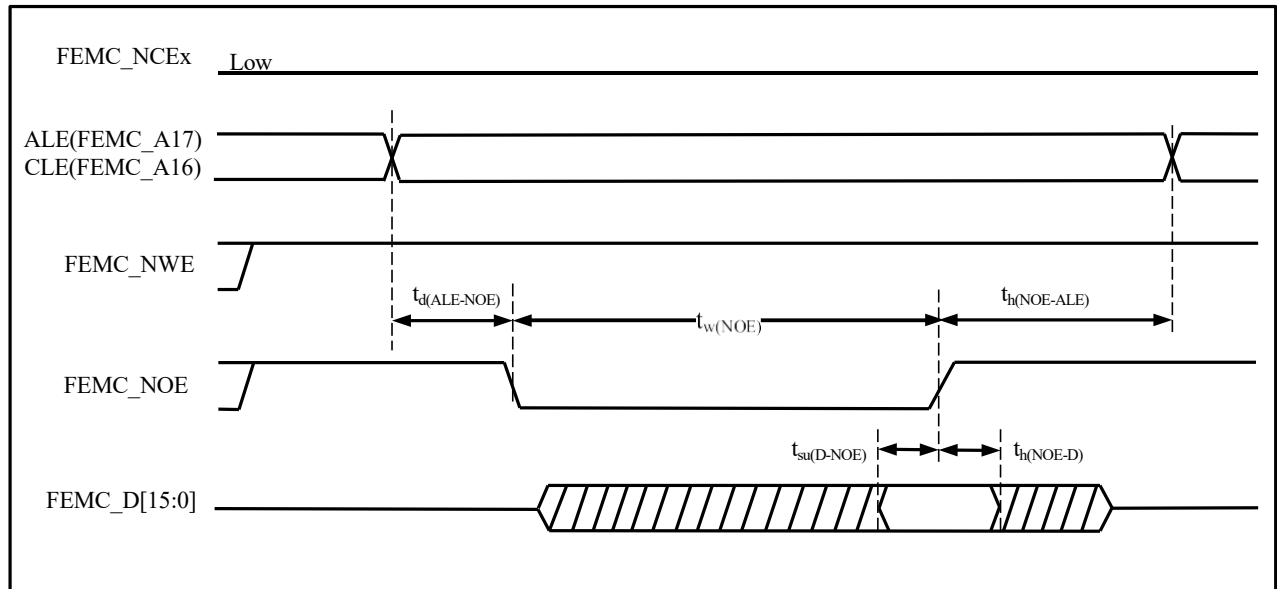 FEMC_NCEx
Low
ALE(FEMC_A17)
CLE(FEMC_A16)
FEMC_NWE
td(ALE-NOE)
tw(NOE)
th(NOE-ALE)
FEMC_NOE
tsu(D-NOE)
th(NOE-D)
FEMC_D[15:0]